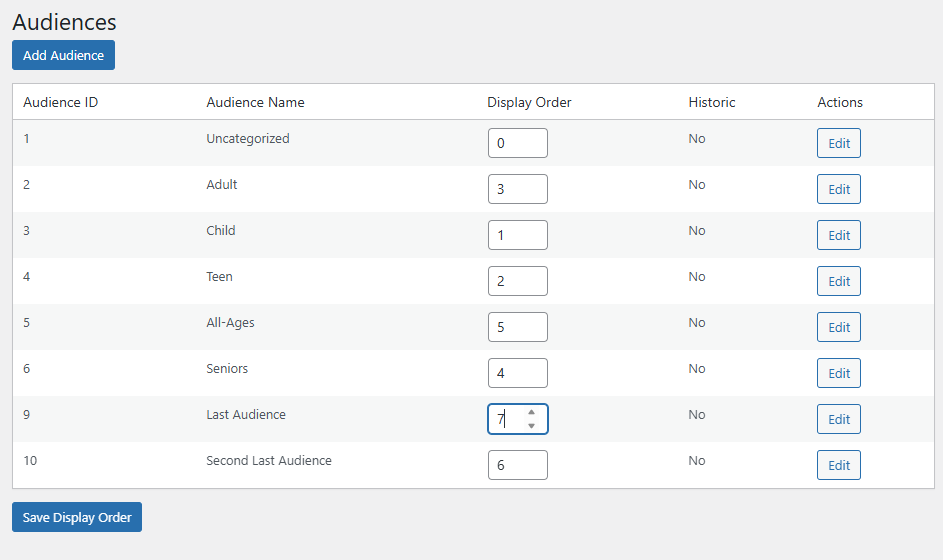 Audiences
Add Audience
Audience ID Audience Name Display Order Historic Actions
1 Uncategorized 0 No Edit
2 Adult 3 No Edit
3 Child 1 No Edit
4 Teen 2 No Edit
5 All-Ages 5 No Edit
6 Seniors 4 No Edit
9 Last Audience 7 No Edit
10 Second Last Audience 6 No Edit
Save Display Order